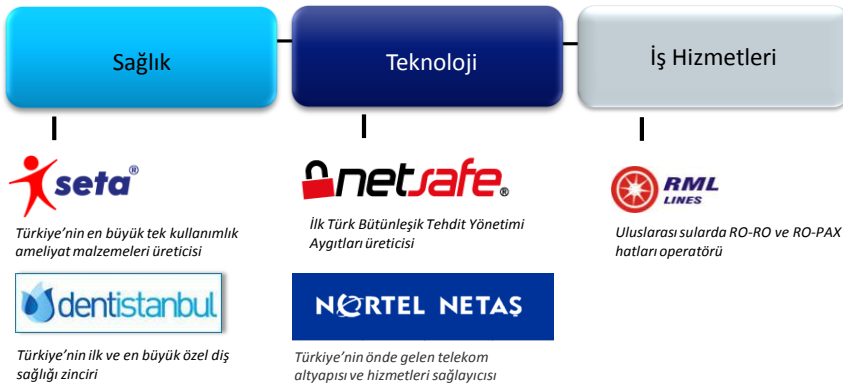 Sağlık
Teknoloji
İş Hizmetleri
seta®
Türkiye'nin en büyük tek kullanımlık
ameliyat malzemeleri üreticisi
dentistanbul
Türkiye'nin ilk ve en büyük özel diş
sağlığı zinciri
netsafe®
İlk Türk Bütünleşik Tehdit Yönetimi
Aygıtları üreticisi
NORTEL NETAŞ
Türkiye'nin önde gelen telekom
altyapısı ve hizmetleri sağlayıcısı
RML
LINES
Uluslarası sularda RO-RO ve RO-PAX
hatları operatörü